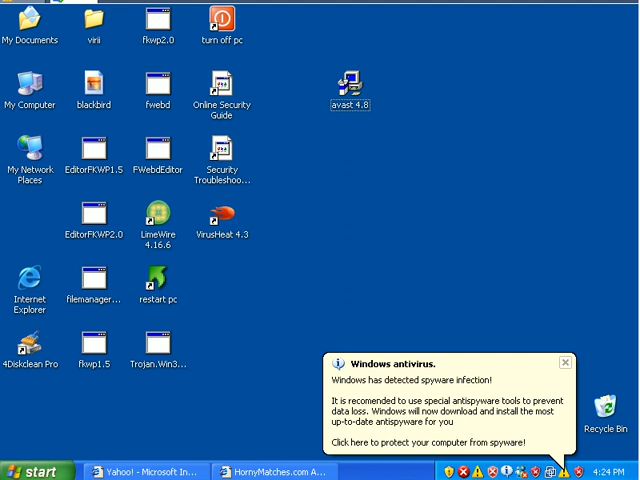 My Documents
virii
fkwp2.0
turn off pc
My Computer
blackbird
fwebd
Online Security
Guide
avast 4.8
My Network
Places
EditorFKWP1.5
FWebdEditor
Security
Troubleshoo...
EditorFKWP2.0
LimeWire
4.16.6
VirusHeat 4.3
Internet
Explorer
filemanager...
restart pc
4Diskclean Pro
fkwp1.5
Trojan.Win3...
Windows antivirus.
Windows has detected spyware infection!
It is recomended to use special antispyware tools to prevent
data loss. Windows will now download and install the most
up-to-date antispyware for you
Click here to protect your computer from spyware!
Recycle Bin
start
Yahoo! - Microsoft In...
HornyMatches.com A...
4:24 PM